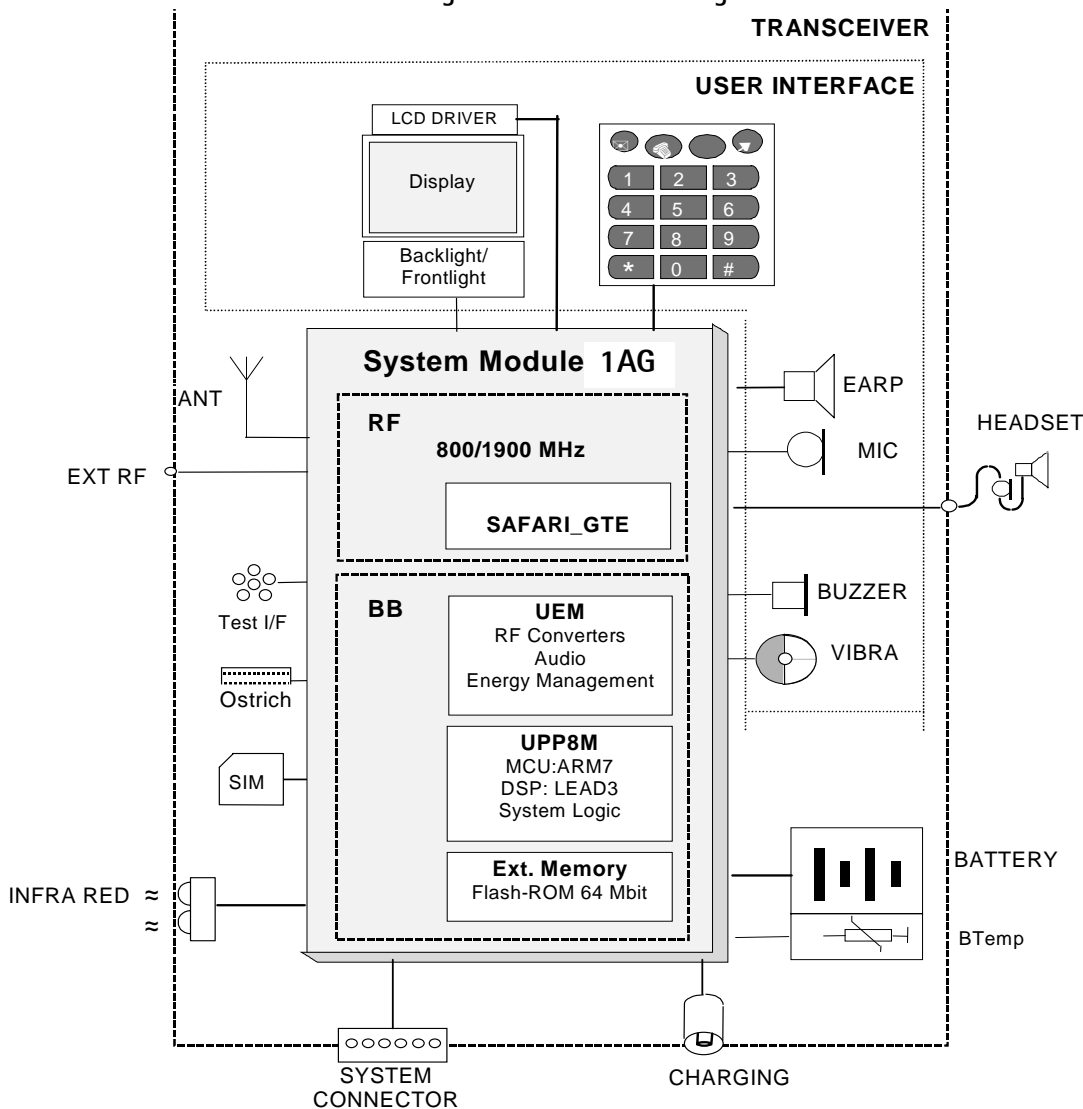 TRANSCEIVER
USER INTERFACE
LCD DRIVER
Display
Backlight/
Frontlight
1 2 3
4 5 6
7 8 9
* 0 #
System Module 1AG
ANT
EXT RF
RF
800/1900 MHz
SAFARI_GTE
EARP
MIC
HEADSET
Test I/F
Ostrich
SIM
INFRA RED ≈
≈
BB
UEM
RF Converters
Audio
Energy Management
UPP8M
MCU:ARM7
DSP: LEAD3
System Logic
Ext. Memory
Flash-ROM 64 Mbit
BUZZER
VIBRA
BATTERY
BTemp
SYSTEM
CONNECTOR
CHARGING